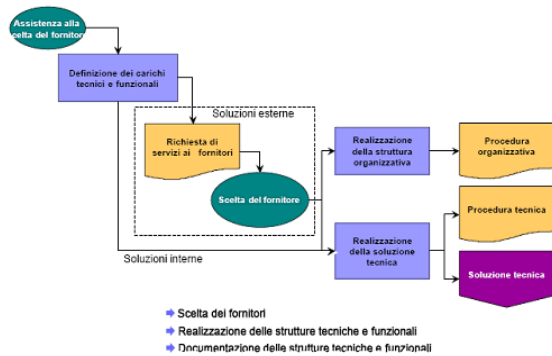 Assistenza alla
scelta del fornitore
Definizione dei carichi
tecnici e funzionali
Soluzioni esterne
Richiesta di
servizi ai fornitori
Scelta del fornitore
Realizzazione
della struttura
organizzativa
Procedura
organizzativa
Procedura tecnica
Realizzazione
della soluzione
tecnica
Soluzione tecnica
Soluzioni interne
Scelta dei fornitori
Realizzazione delle strutture tecniche e funzionali
Documentazione delle strutture tecniche e funzionali